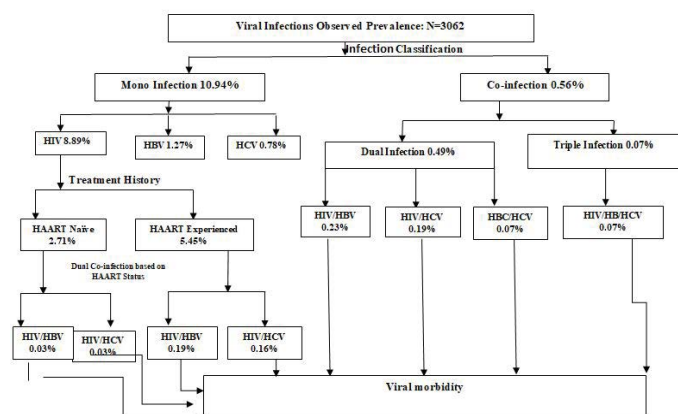 Viral Infections Observed Prevalence: N=3062
Infection Classification
Mono Infection 10.94%
Co-infection 0.56%
HIV 8.89%
HBV 1.27%
HCV 0.78%
Dual Infection 0.49%
Triple Infection 0.07%
Treatment History
HIV/HBV
0.23%
HIV/HCV
0.19%
HBC/HCV
0.07%
HIV/HB/HCV
0.07%
HAART Naïve
2.71%
HAART Experienced
5.45%
Dual Co-infection based on
HAART Status
HIV/HBV
0.03%
HIV/HCV
0.03%
HIV/HBV
0.19%
HIV/HCV
0.16%
Viral morbidity